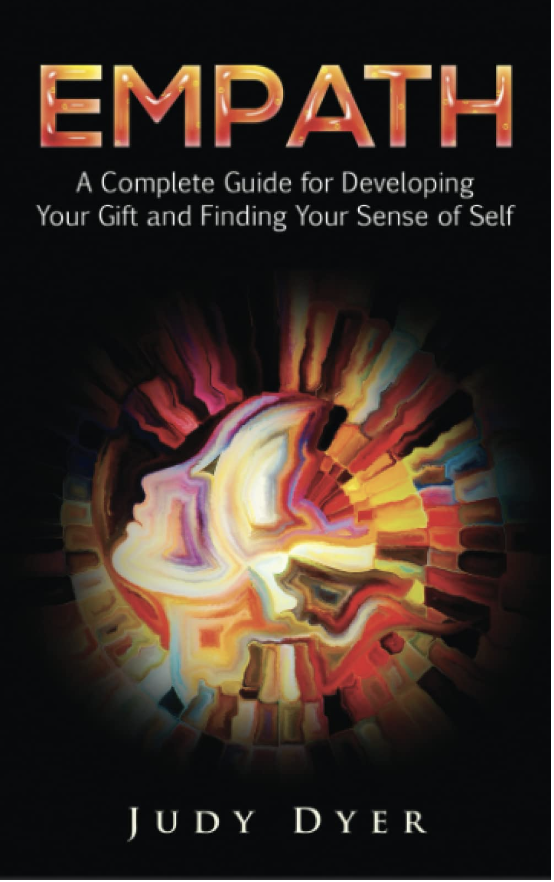 EMPATH
A Complete Guide for Developing
Your Gift and Finding Your Sense of Self
JUDY DYER